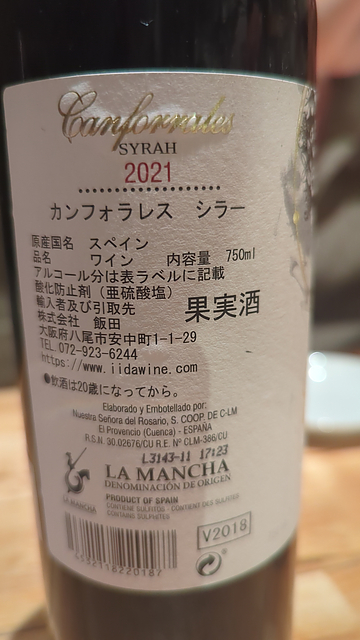 Canforrales
SYRAH
2021
カンフォラレス シラー
原産国名 スペイン
品名 ワイン 内容量 750ml
アルコール分は表ラベルに記載
酸化防止剤（亜硫酸塩）
輸入者及び引取先 果実酒
株式会社 飯田
大阪府八尾市安中町1-1-29
TEL.072-923-6244
https://www.iidawine.com
●飲酒は20歳になってから。
Elaborado y Embotellado por:
Nuestra Señora del Rosario, S. COOP. DE C-LM
El Provencio (Cuenca) - ESPAÑA
R.S.N. 30.02676/CU R.E. Nº CLM-386/CU
L3143-11 17:23
LA MANCHA
DENOMINACIÓN DE ORIGEN
LA MANCHA
PRODUCT OF SPAIN
CONTIENE SULFITOS - CONTIENT DES SULFITES
CONTAINS SULPHITES
V2018